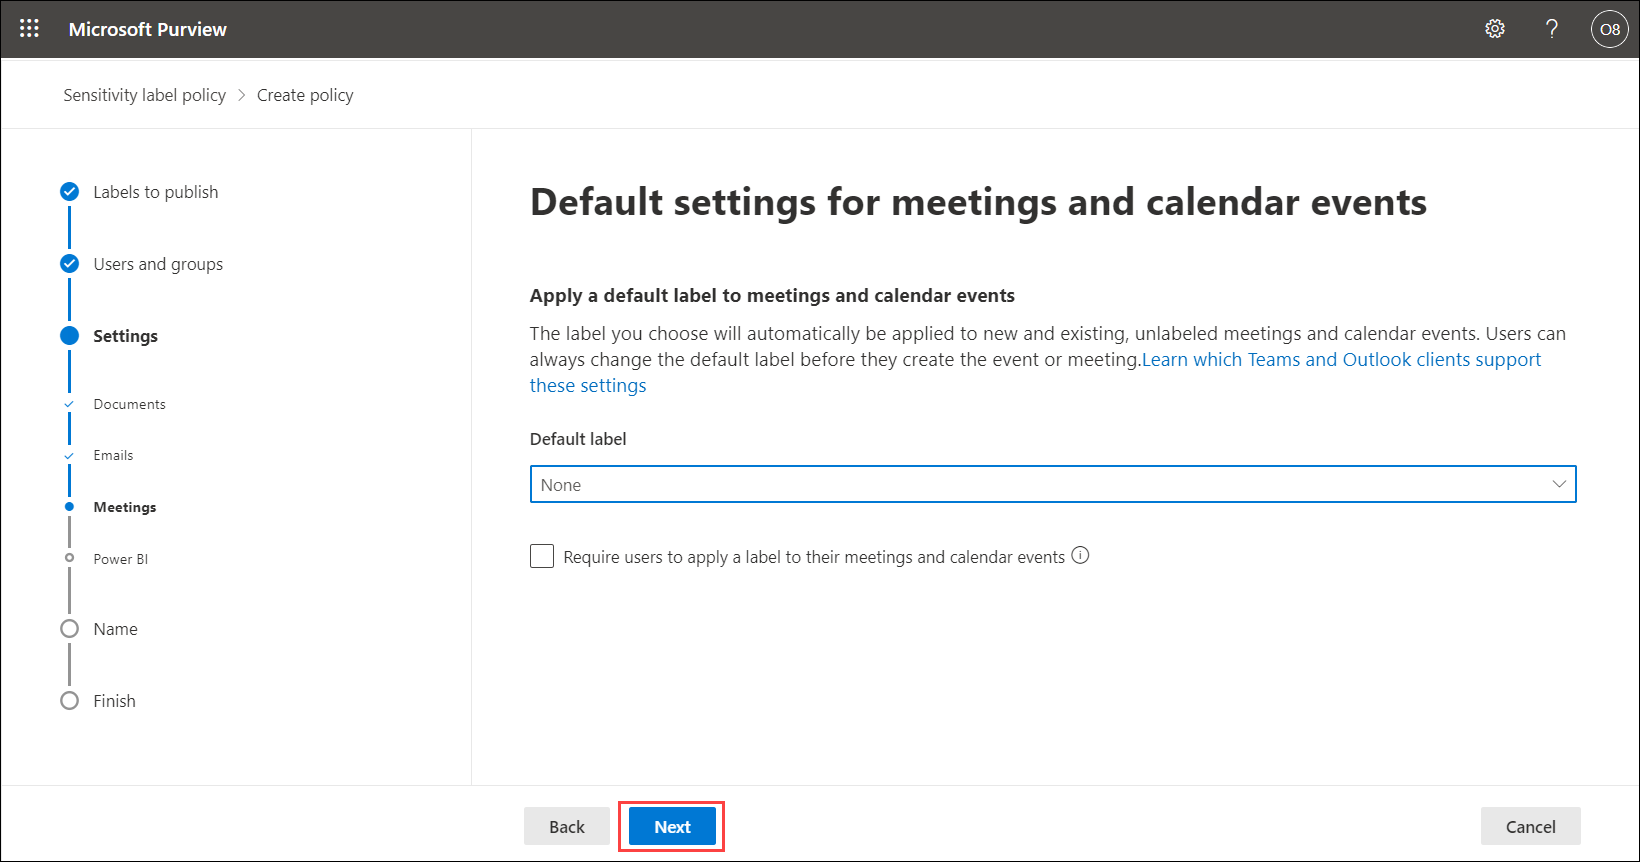 Microsoft Purview
?
O8
Sensitivity label policy > Create policy
Labels to publish
Users and groups
Settings
Documents
Emails
Meetings
Power BI
Name
Finish
Default settings for meetings and calendar events
Apply a default label to meetings and calendar events
The label you choose will automatically be applied to new and existing, unlabeled meetings and calendar events. Users can
always change the default label before they create the event or meeting.Learn which Teams and Outlook clients support
these settings
Default label
None
Require users to apply a label to their meetings and calendar events
Back
Next
Cancel